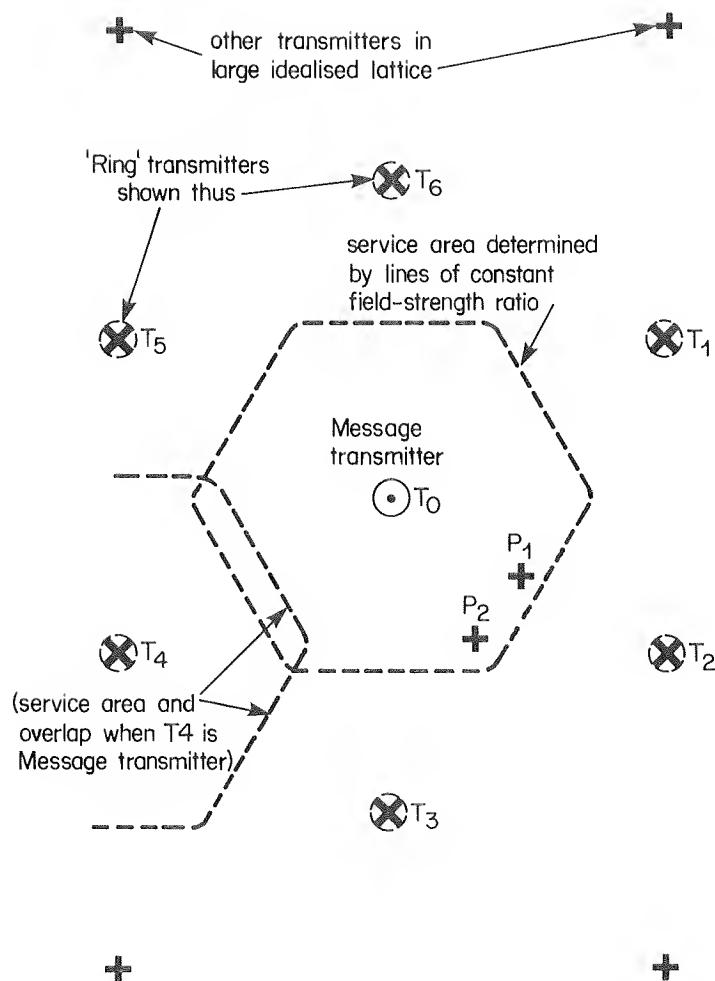 other transmitters in
large idealised lattice
'Ring' transmitters
shown thus
T6
service area determined
by lines of constant
field-strength ratio
T5
T1
Message
transmitter
T0
P1
P2
T4
T2
(service area and
overlap when T4 is
Message transmitter)
T3